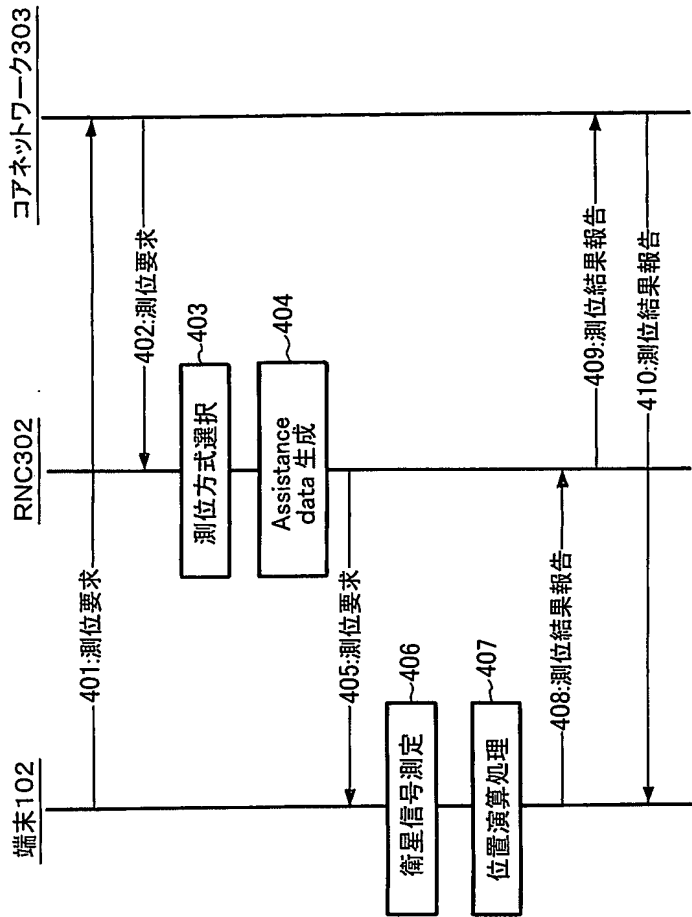 端末102
RNC302
コアネットワーク303
401:測位要求
402:測位要求
測位方式選択
403
Assistance
data 生成
404
405:測位要求
衛星信号測定
406
位置演算処理
407
408:測位結果報告
409:測位結果報告
410:測位結果報告